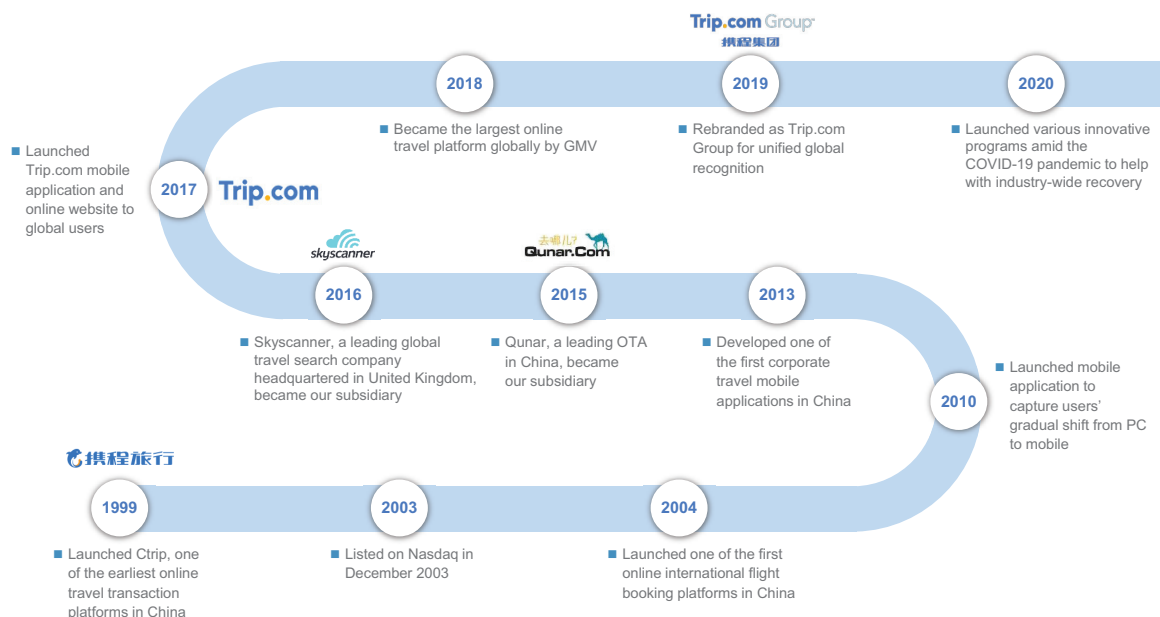 Trip.com Group
携程集团
2018
2019
2020
Became the largest online
travel platform globally by GMV
Rebranded as Trip.com
Group for unified global
recognition
Launched various innovative
programs amid the
COVID-19 pandemic to help
with industry-wide recovery
Launched
Trip.com mobile
application and
online website to
global users
2017
Trip.com
skyscanner
去哪儿?
Qunar.Com
2016
2015
2013
Skyscanner, a leading global
travel search company
headquartered in United Kingdom,
became our subsidiary
Qunar, a leading OTA
in China, became
our subsidiary
Developed one of
the first corporate
travel mobile
applications in China
2010
Launched mobile
application to
capture users’
gradual shift from PC
to mobile
携程旅行
1999
2003
2004
Launched Ctrip, one
of the earliest online
travel transaction
platforms in China
Listed on Nasdaq in
December 2003
Launched one of the first
online international flight
booking platforms in China